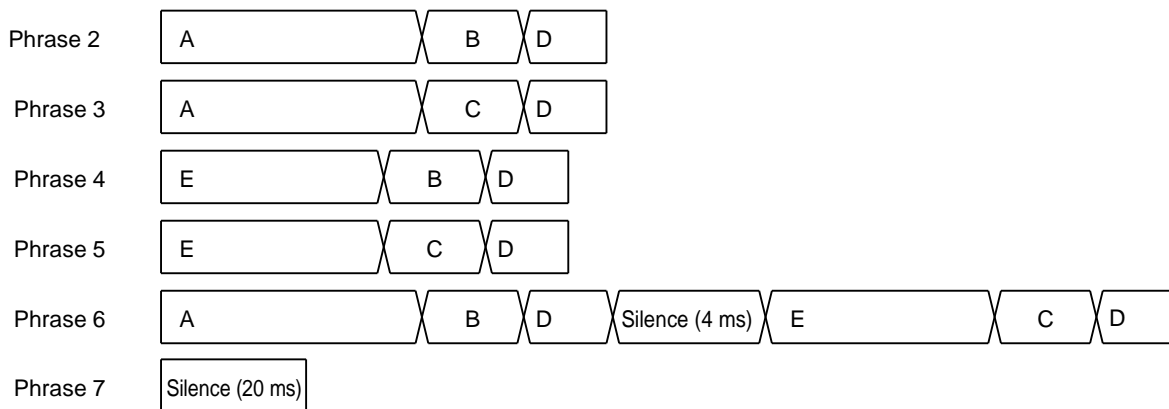 Phrase 2 A B D
Phrase 3 A C D
Phrase 4 E B D
Phrase 5 E C D
Phrase 6 A B D Silence (4 ms) E C D
Phrase 7 Silence (20 ms)